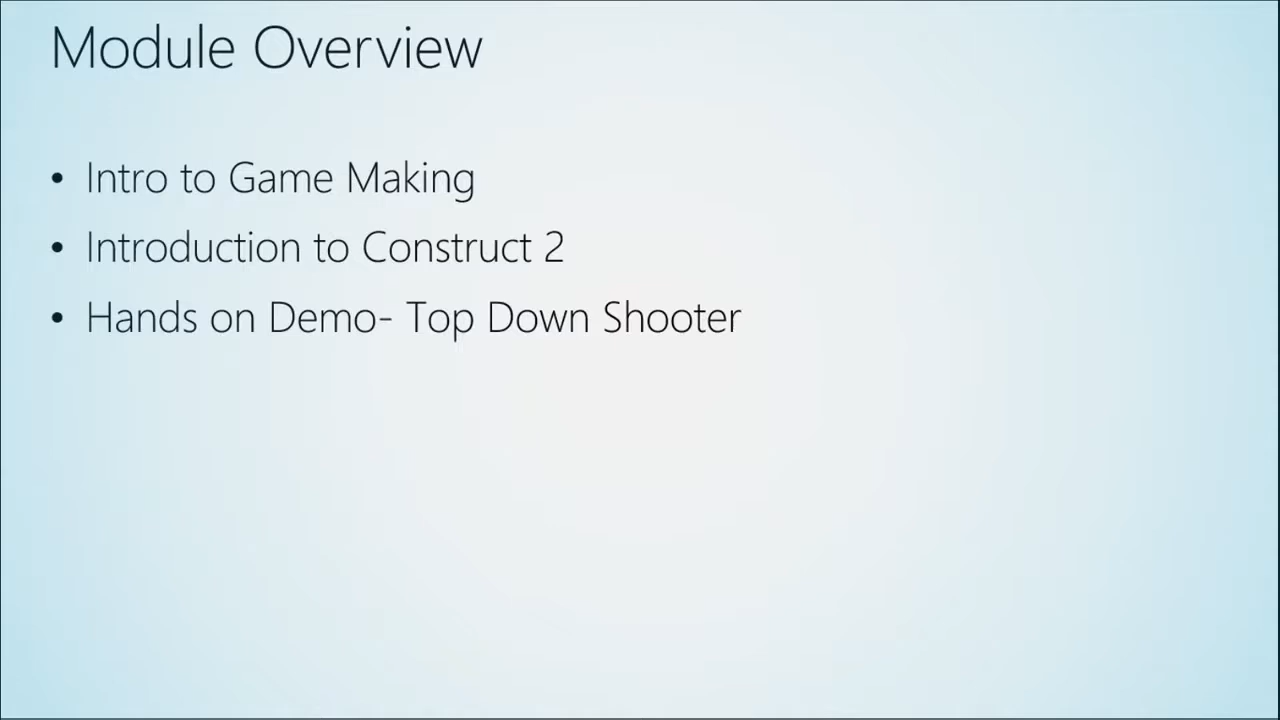 Module Overview
• Intro to Game Making
• Introduction to Construct 2
• Hands on Demo- Top Down Shooter